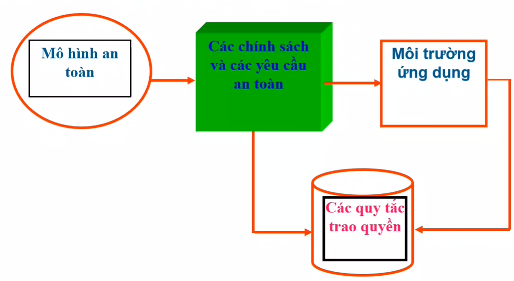 Mô hình an
toàn
Các chính sách
và các yêu cầu
an toàn
Môi trường
ứng dụng
Các quy tắc
trao quyền